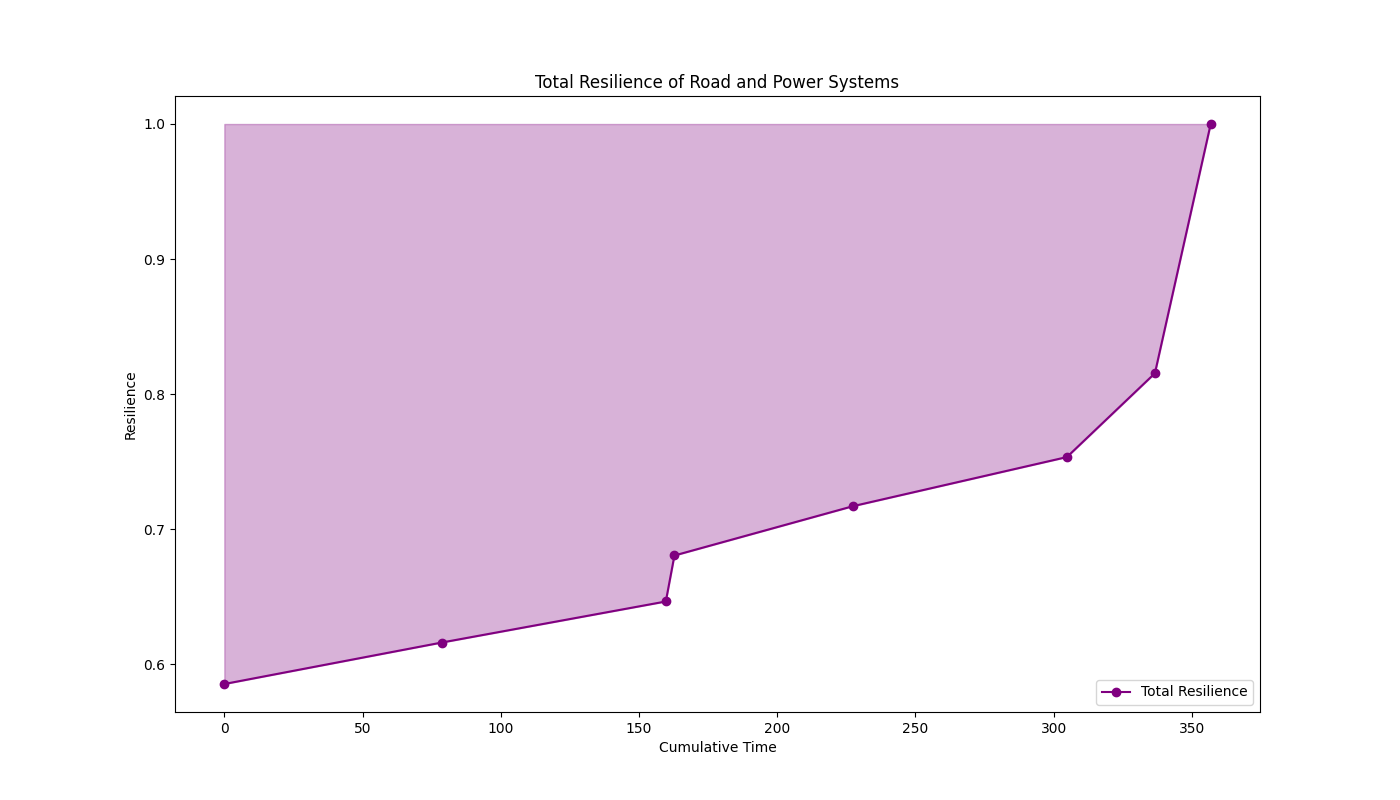 Total Resilience of Road and Power Systems
1.0
0.9
0.8
0.7
0.6
Resilience
Total Resilience
0 50 100 150 200 250 300 350
Cumulative Time